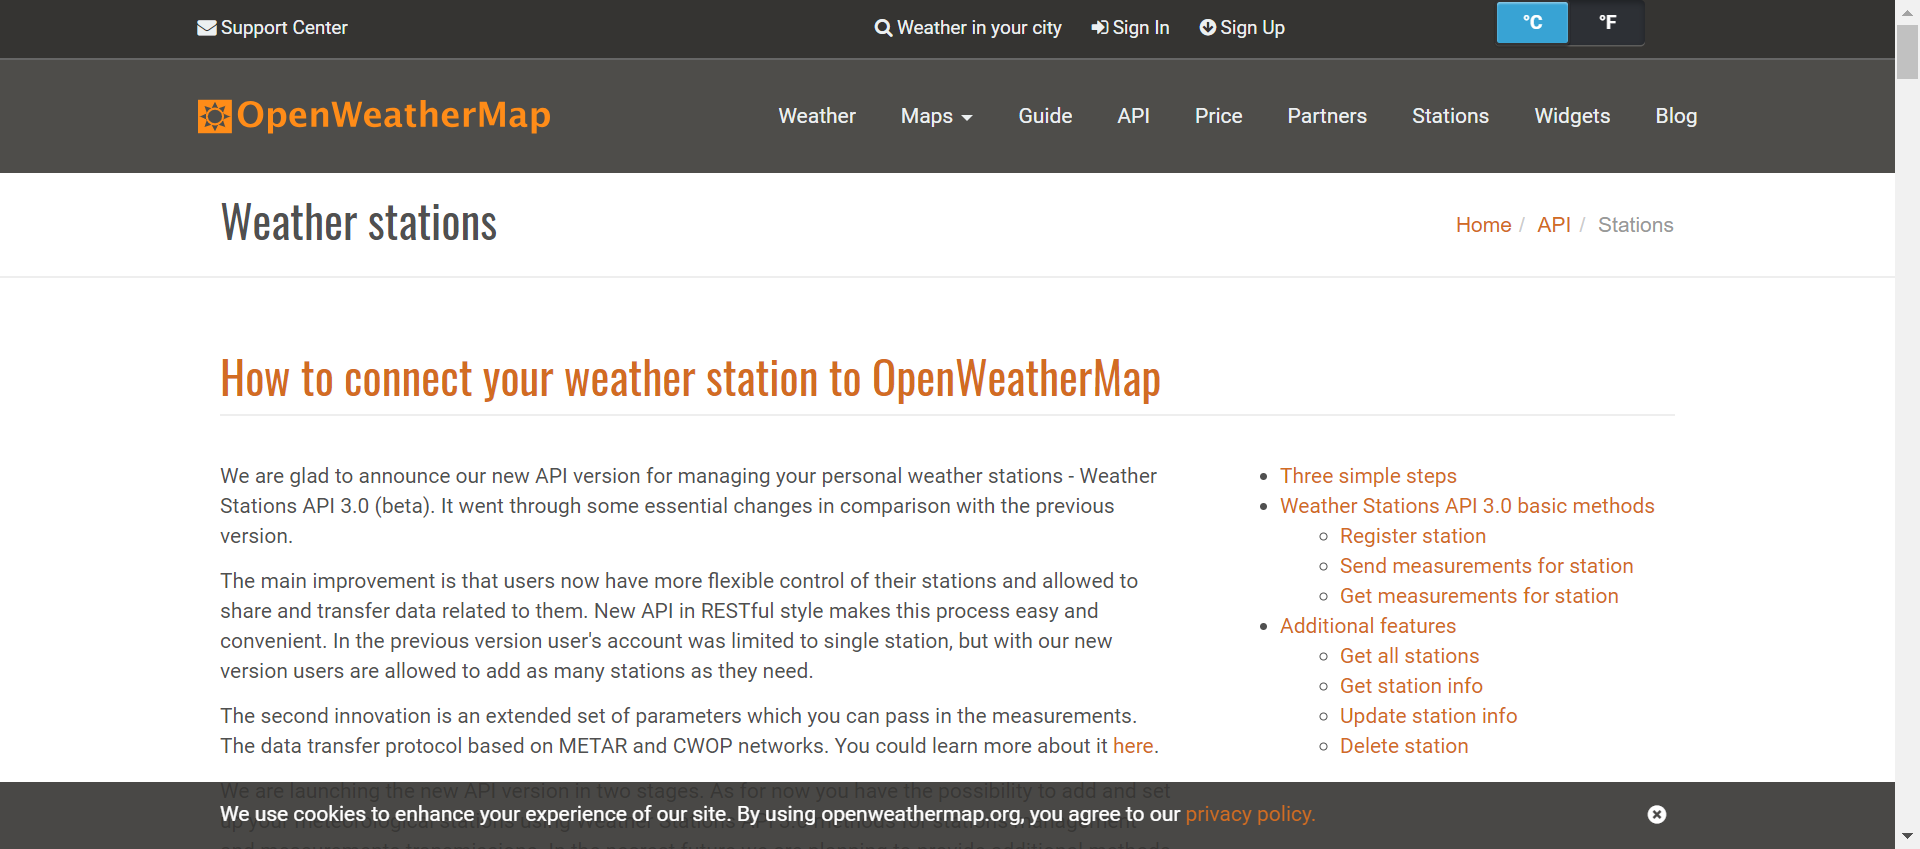 Support Center
Weather in your city
Sign In
Sign Up
°C
°F
OpenWeatherMap
Weather
Maps
Guide
API
Price
Partners
Stations
Widgets
Blog
Weather stations
Home / API / Stations
How to connect your weather station to OpenWeatherMap
We are glad to announce our new API version for managing your personal weather stations - Weather
Stations API 3.0 (beta). It went through some essential changes in comparison with the previous
version.
The main improvement is that users now have more flexible control of their stations and allowed to
share and transfer data related to them. New API in RESTful style makes this process easy and
convenient. In the previous version user's account was limited to single station, but with our new
version users are allowed to add as many stations as they need.
The second innovation is an extended set of parameters which you can pass in the measurements.
The data transfer protocol based on METAR and CWOP networks. You could learn more about it here.
Three simple steps
Weather Stations API 3.0 basic methods
Register station
Send measurements for station
Get measurements for station
Additional features
Get all stations
Get station info
Update station info
Delete station
We are launching the new API version in two stages. As for now you have the possibility to add and set
We use cookies to enhance your experience of our site. By using openweathermap.org, you agree to our privacy policy.